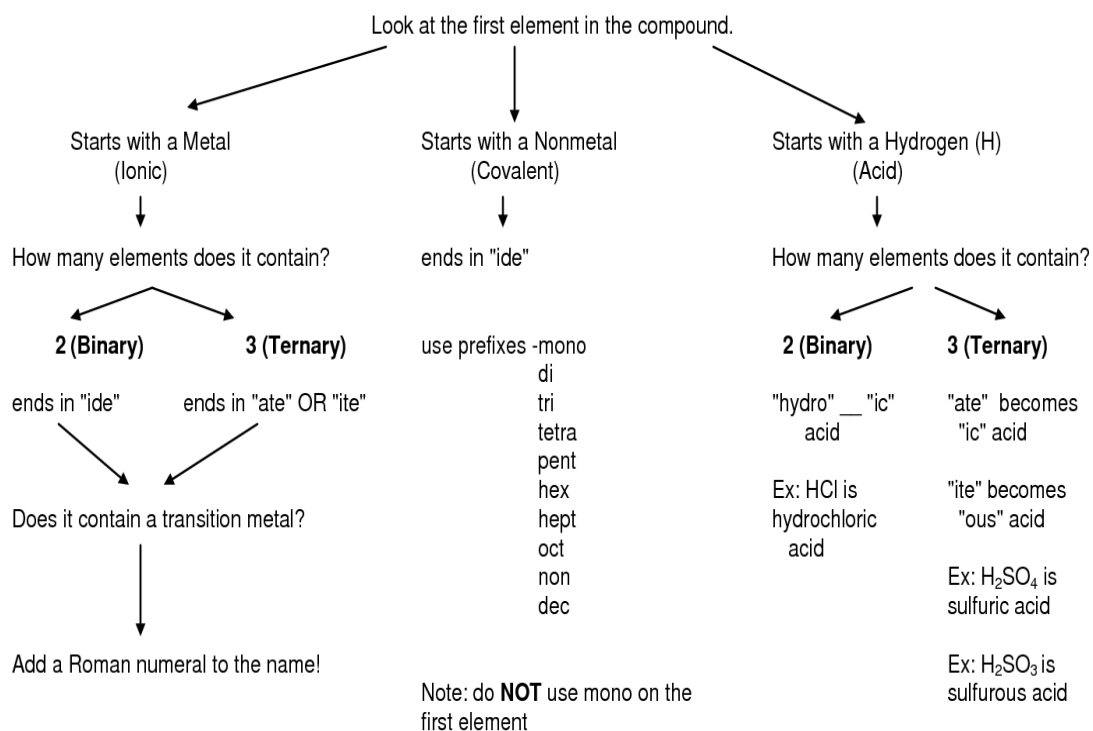 Look at the first element in the compound.
Starts with a Metal
(Ionic)
How many elements does it contain?
2 (Binary)
3 (Ternary)
ends in "ide"
ends in "ate" OR "ite"
Does it contain a transition metal?
Add a Roman numeral to the name!
Starts with a Nonmetal
(Covalent)
ends in "ide"
use prefixes -mono
di
tri
tetra
pent
hex
hept
oct
non
dec
Note: do NOT use mono on the
first element
Starts with a Hydrogen (H)
(Acid)
How many elements does it contain?
2 (Binary)
"hydro" __ "ic"
acid
Ex: HCl is
hydrochloric
acid
3 (Ternary)
"ate" becomes
"ic" acid
"ite" becomes
"ous" acid
Ex: H₂SO₄ is
sulfuric acid
Ex: H₂SO₃ is
sulfurous acid